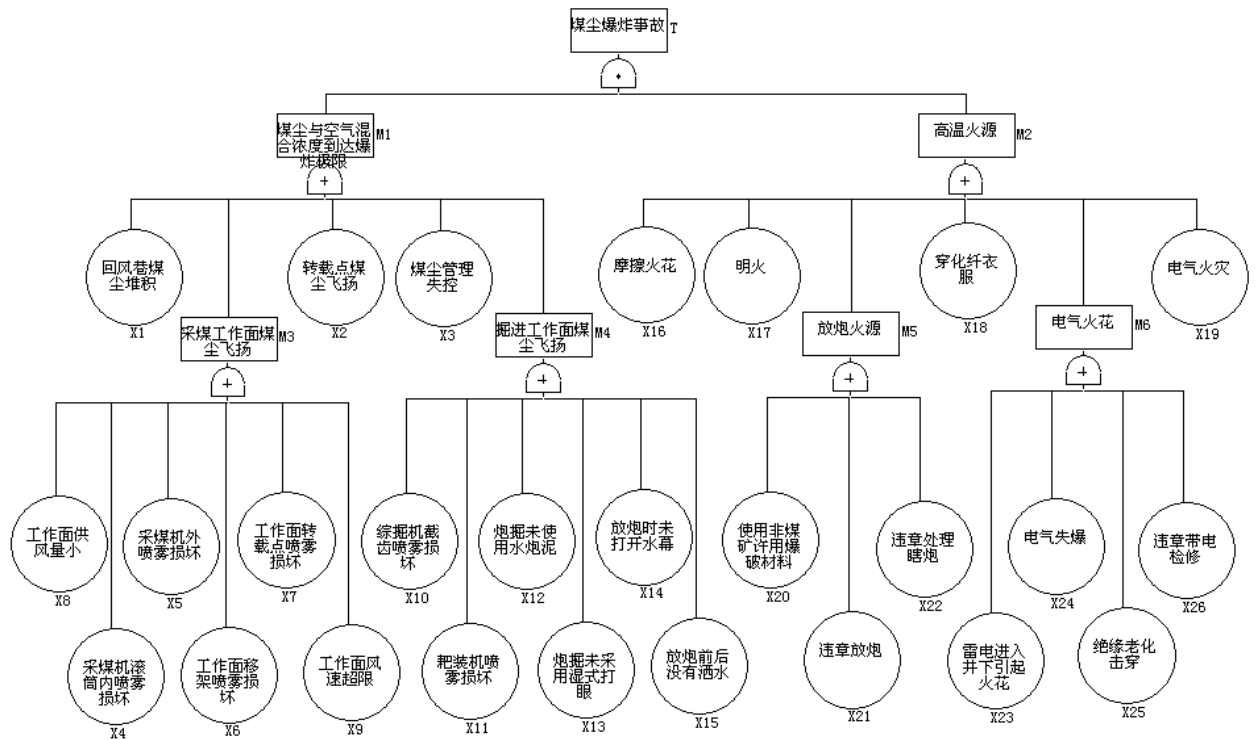 煤尘爆炸事故
T
·
煤尘与空气混
合浓度到达爆
炸极限
M1
高温火源
M2
+
+
回风巷煤
尘堆积
X1
转载点煤
尘飞扬
X2
煤尘管理
失控
X3
摩擦火花
X16
明火
X17
穿化纤衣
服
X18
电气火灾
X19
采煤工作面煤
尘飞扬
M3
掘进工作面煤
尘飞扬
M4
放炮火源
M5
电气火花
M6
+
+
+
+
工作面供
风量小
X8
采煤机外
喷雾损坏
X5
工作面转
载点喷雾
损坏
X7
综掘机截
齿喷雾损
坏
X10
炮掘未使
用水炮泥
X12
放炮时未
打开水幕
X14
使用非煤
矿许用爆
破材料
X20
违章处理
瞎炮
X22
电气失爆
X24
违章带电
检修
X26
采煤机滚
筒内喷雾
损坏
X4
工作面移
架喷雾损
坏
X6
工作面风
速超限
X9
耙装机喷
雾损坏
X11
炮掘未采
用湿式打
眼
X13
放炮前后
没有洒水
X15
违章放炮
X21
雷电进入
井下引起
火花
X23
绝缘老化
击穿
X25